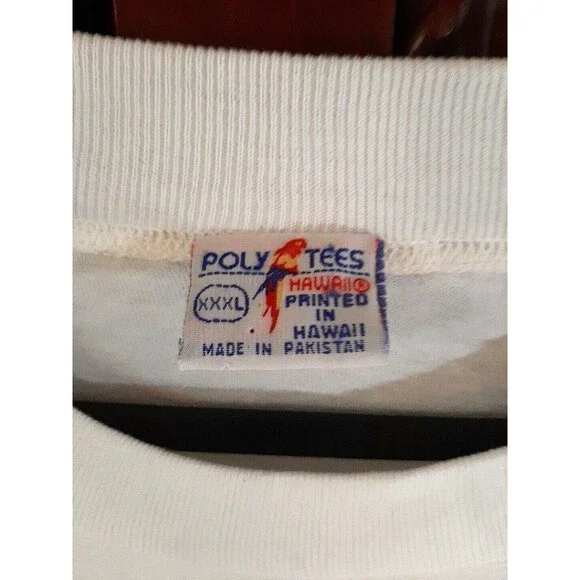 POLY TEES
HAWAII®
XXXL
PRINTED
IN
HAWAII
MADE IN PAKISTAN